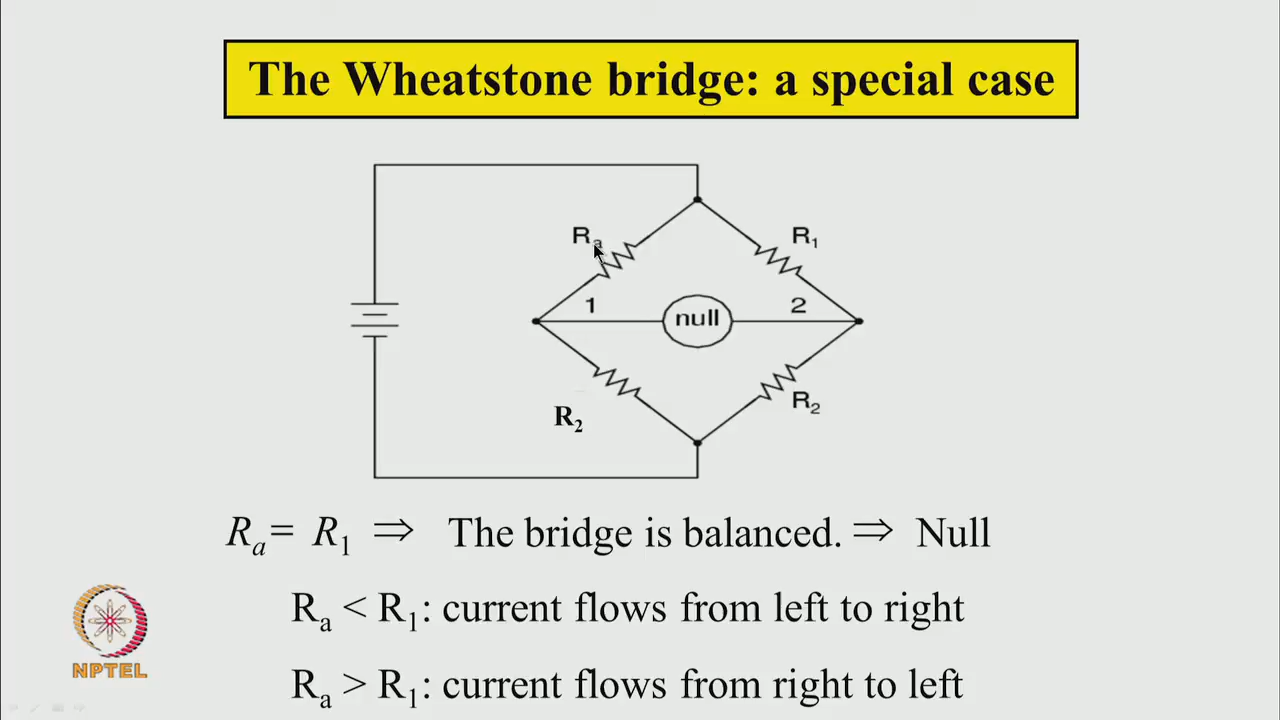 The Wheatstone bridge: a special case
Rₐ R₁
1 null 2
R₂ R₂
Rₐ = R₁ ⇒ The bridge is balanced. ⇒ Null
Rₐ < R₁: current flows from left to right
Rₐ > R₁: current flows from right to left
NPTEL